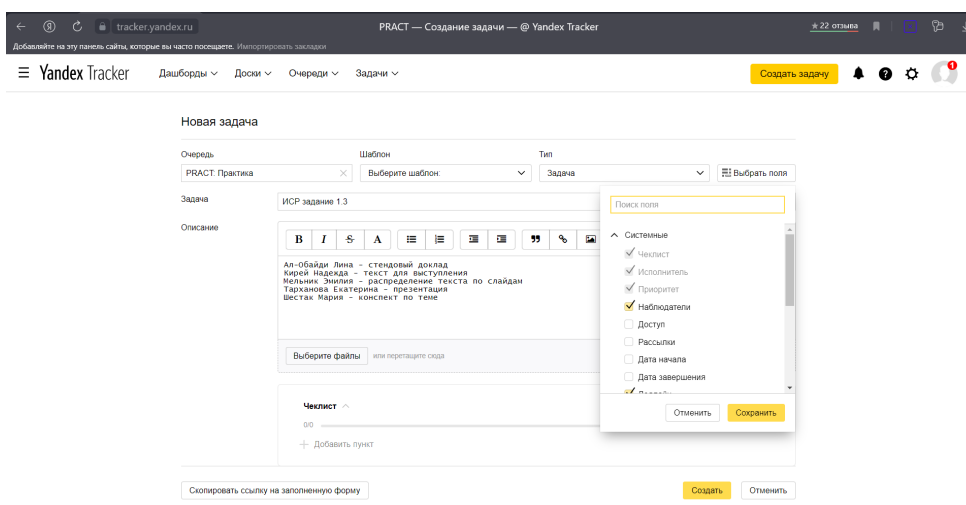 tracker.yandex.ru
PRACT — Создание задачи — @ Yandex Tracker
★22 отзыва
Добавляйте на эту панель сайты, которые вы часто посещаете. Импортировать закладки
Yandex Tracker
Дашборды
Доски
Очереди
Задачи
Создать задачу
1
Новая задача
Очередь
Шаблон
Тип
PRACT: Практика
Выберите шаблон:
Задача
Выбрать поля
Задача
ИСР задание 1.3
Описание
B I S A
Ал-Обайди Лина - стендовый доклад
Кирей Надежда - текст для выступления
Мельник Эмилия - распределение текста по слайдам
Тарханова Екатерина - презентация
Шестак Мария - конспект по теме
Выберите файлы
или перетащите сюда
Чеклист
0/0
Добавить пункт
Поиск поля
Системные
Чеклист
Исполнитель
Приоритет
Наблюдатели
Доступ
Рассылки
Дата начала
Дата завершения
Отменить
Сохранить
Скопировать ссылку на заполненную форму
Создать
Отменить